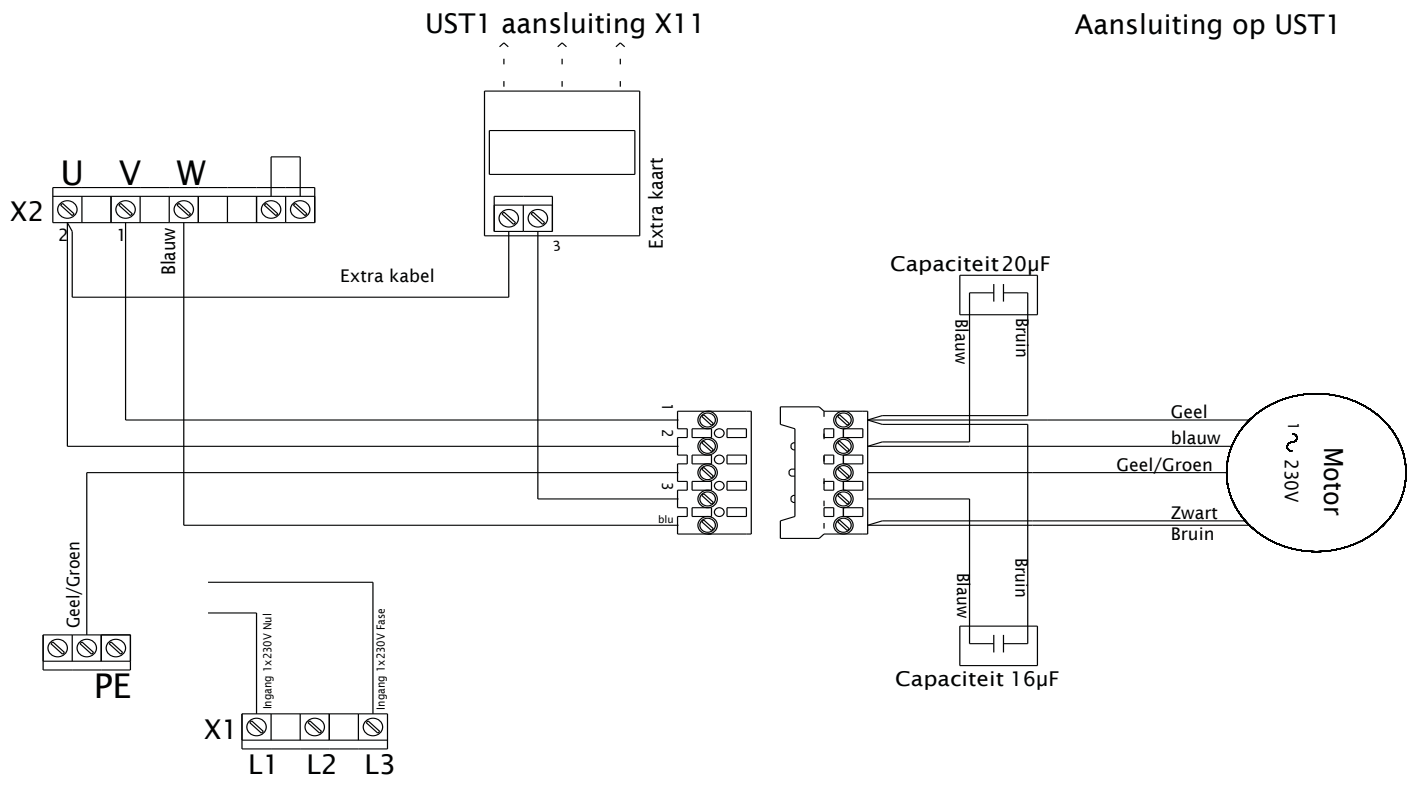 UST1 aansluiting X11
Aansluiting op UST1
U V W
X2
2 1 Blauw
3
Extra kaart
Extra kabel
Capaciteit 20µF
Blauw Bruin
1
2
3
blu
Geel
blauw
Geel/Groen
Zwart
Bruin
Motor
1 ~ 230V
Blauw Bruin
Capaciteit 16µF
Geel/Groen
PE
Ingang 1x230V Nul
Ingang 1x230V Fase
X1
L1 L2 L3